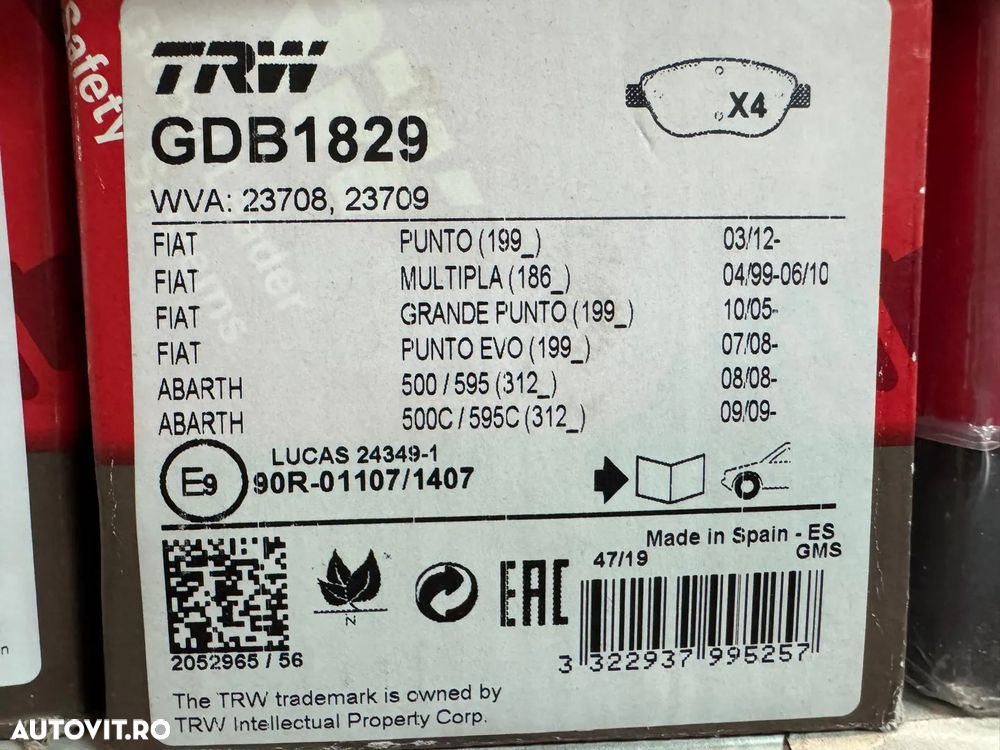 Safety
TRW
X4
GDB1829
WVA: 23708, 23709
FIAT PUNTO (199_) 03/12-
FIAT MULTIPLA (186_) 04/99-06/10
FIAT GRANDE PUNTO (199_) 10/05-
FIAT PUNTO EVO (199_) 07/08-
ABARTH 500 / 595 (312_) 08/08-
ABARTH 500C / 595C (312_) 09/09-
E9
LUCAS 24349-1
90R-01107/1407
Made in Spain - ES
47/19 GMS
N
EAC
2052965 / 56
3 322937 995257
The TRW trademark is owned by
TRW Intellectual Property Corp.
AUTOVIT.RO